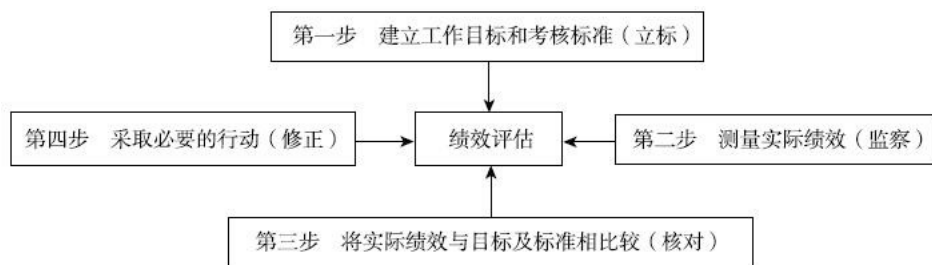 第一步 建立工作目标和考核标准（立标）
第四步 采取必要的行动（修正）
绩效评估
第二步 测量实际绩效（监察）
第三步 将实际绩效与目标及标准相比较（核对）